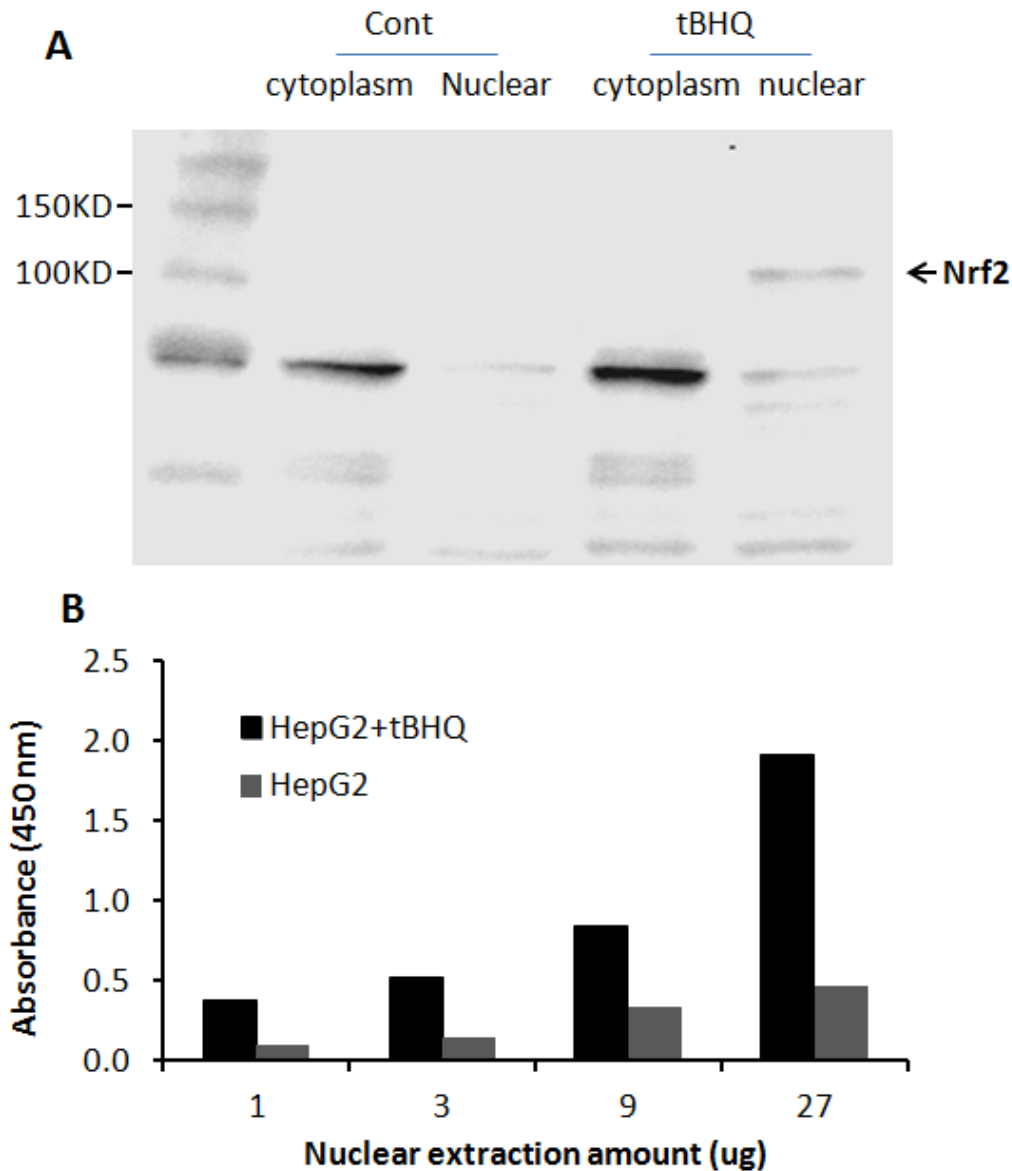 A
Cont
tBHQ
cytoplasm Nuclear
cytoplasm nuclear
150KD
100KD
Nrf2
B
2.5
2.0
1.5
1.0
0.5
0.0
Absorbance (450 nm)
HepG2+tBHQ
HepG2
1 3 9 27
Nuclear extraction amount (ug)